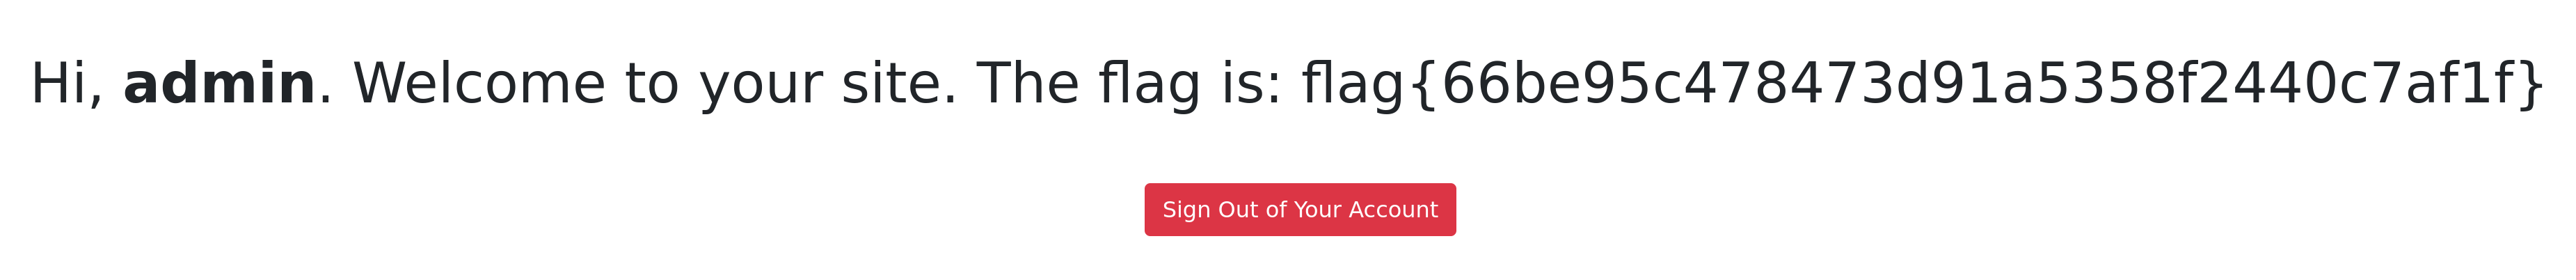 Hi, admin. Welcome to your site. The flag is: flag{66be95c478473d91a5358f2440c7af1f}
Sign Out of Your Account